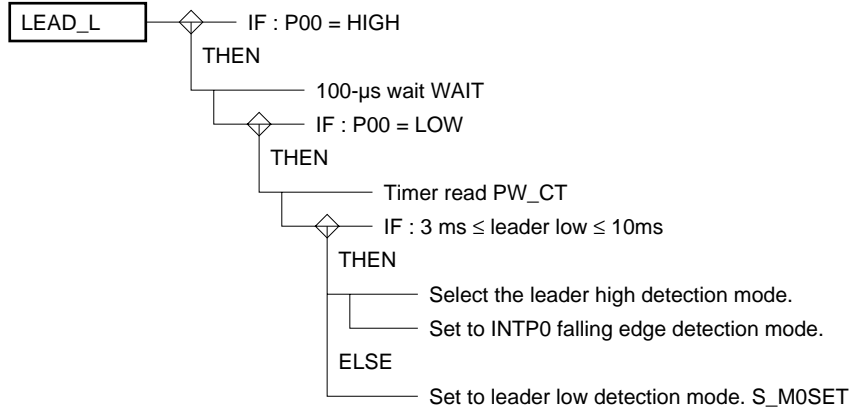 LEAD_L
IF : P00 = HIGH
THEN
100-μs wait WAIT
IF : P00 = LOW
THEN
Timer read PW_CT
IF : 3 ms ≤ leader low ≤ 10ms
THEN
Select the leader high detection mode.
Set to INTP0 falling edge detection mode.
ELSE
Set to leader low detection mode. S_M0SET